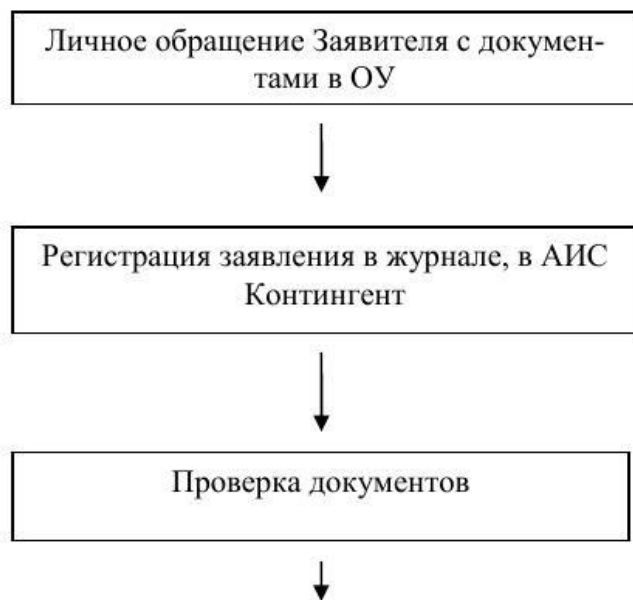 Личное обращение Заявителя с докумен-
тами в ОУ
Регистрация заявления в журнале, в АИС
Контингент
Проверка документов